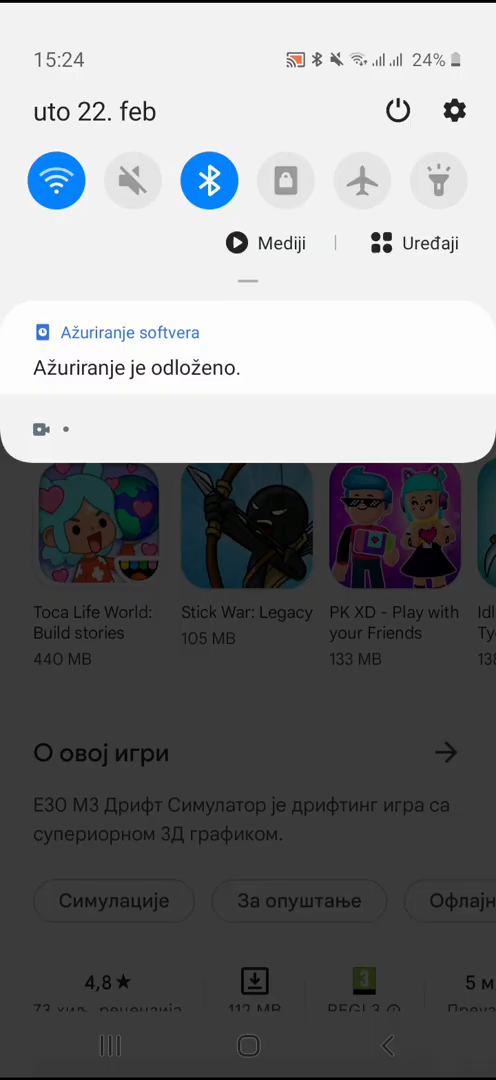 15:24
24%
uto 22. feb
Mediji
Uređaji
Ažuriranje softvera
Ažuriranje je odloženo.
Toca Life World: Build stories
440 MB
Stick War: Legacy
105 MB
PK XD - Play with your Friends
133 MB
О овој игри
Е30 М3 Дрифт Симулатор је дрифтинг игра са
супериорном 3Д графиком.
Симулације
За опуштање
4,8★
3
5 м
112 MB